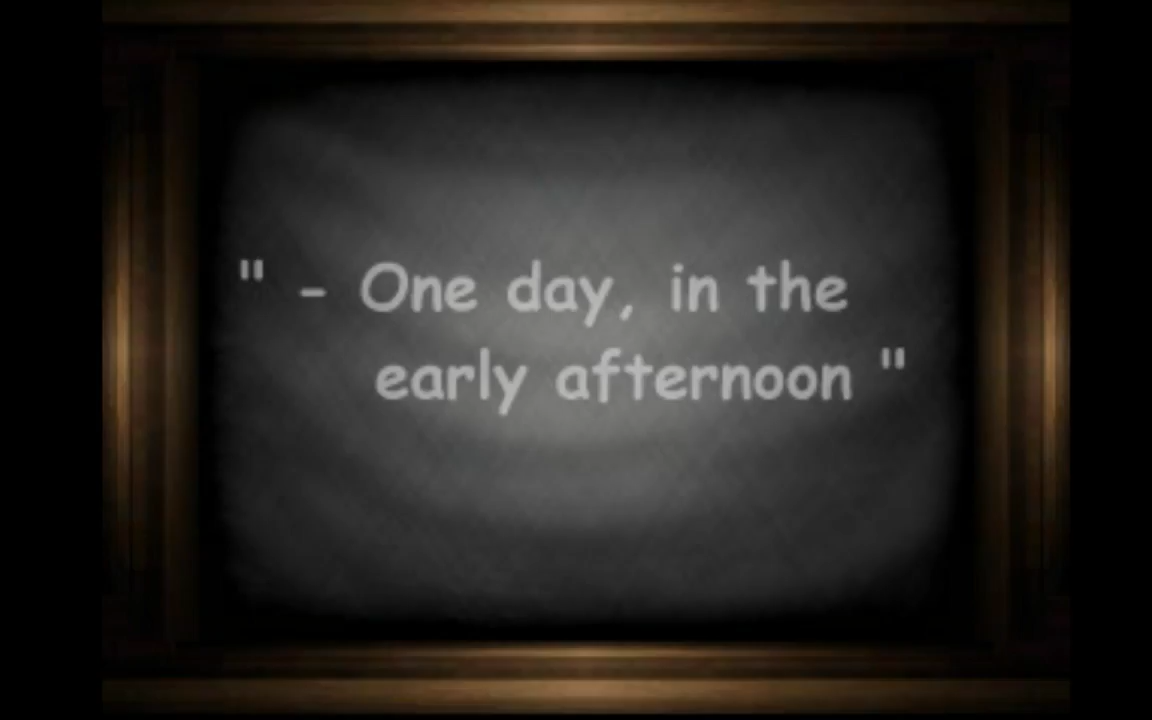 " - One day, in the
early afternoon "